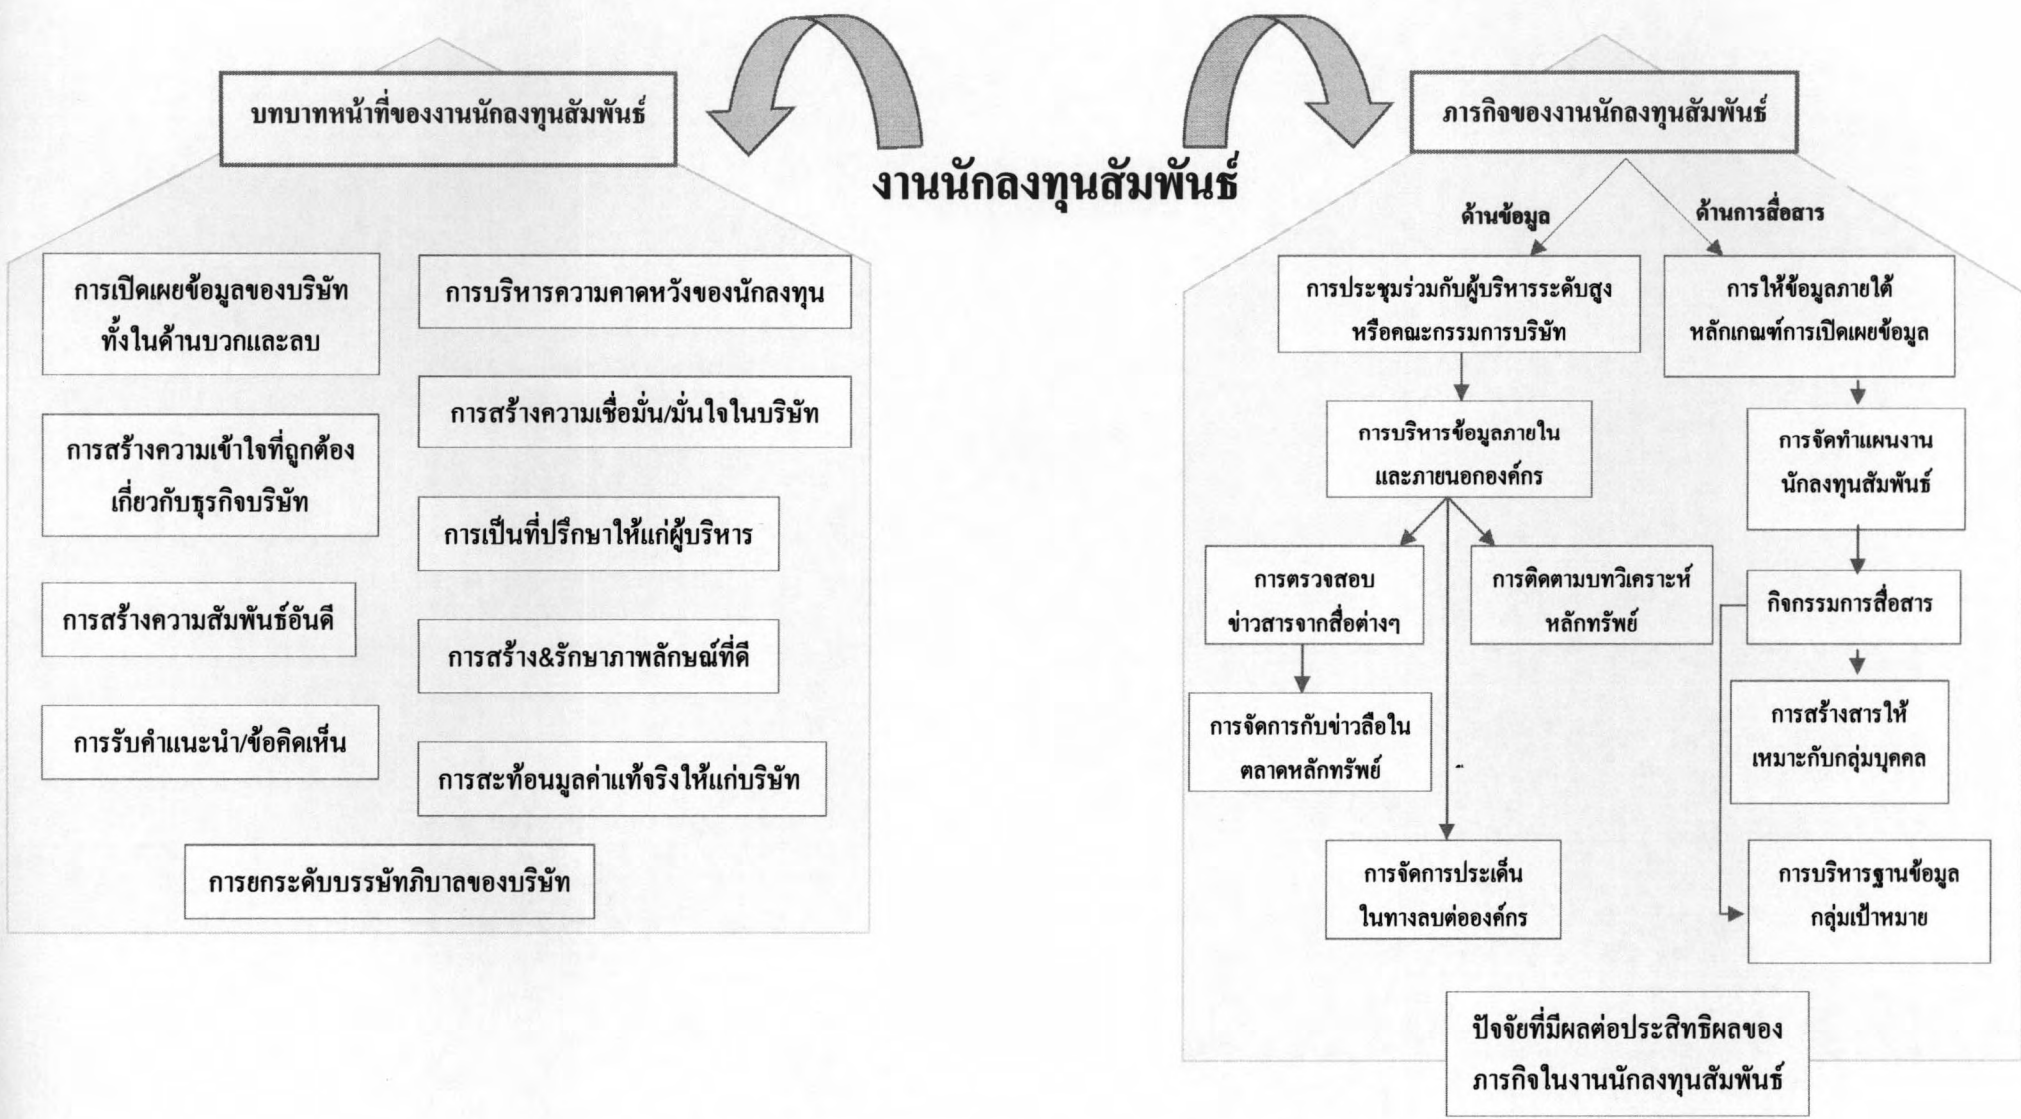 งานนักลงทุนสัมพันธ์
บทบาทหน้าที่ของงานนักลงทุนสัมพันธ์
การเปิดเผยข้อมูลของบริษัท
ทั้งในด้านบวกและลบ
การสร้างความเข้าใจที่ถูกต้อง
เกี่ยวกับธุรกิจบริษัท
การสร้างความสัมพันธ์อันดี
การรับคำแนะนำ/ข้อคิดเห็น
การบริหารความคาดหวังของนักลงทุน
การสร้างความเชื่อมั่น/มั่นใจในบริษัท
การเป็นที่ปรึกษาให้แก่ผู้บริหาร
การสร้าง&รักษาภาพลักษณ์ที่ดี
การสะท้อนมูลค่าแท้จริงให้แก่บริษัท
การยกระดับบรรษัทภิบาลของบริษัท
ภารกิจของงานนักลงทุนสัมพันธ์
ด้านข้อมูล
การประชุมร่วมกับผู้บริหารระดับสูง
หรือคณะกรรมการบริษัท
การบริหารข้อมูลภายใน
และภายนอกองค์กร
การตรวจสอบ
ข่าวสารจากสื่อต่างๆ
การติดตามบทวิเคราะห์
หลักทรัพย์
การจัดการกับข่าวลือใน
ตลาดหลักทรัพย์
การจัดการประเด็น
ในทางลบต่อองค์กร
ด้านการสื่อสาร
การให้ข้อมูลภายใต้
หลักเกณฑ์การเปิดเผยข้อมูล
การจัดทำแผนงาน
นักลงทุนสัมพันธ์
กิจกรรมการสื่อสาร
การสร้างสารให้
เหมาะกับกลุ่มบุคคล
การบริหารฐานข้อมูล
กลุ่มเป้าหมาย
ปัจจัยที่มีผลต่อประสิทธิผลของ
ภารกิจในงานนักลงทุนสัมพันธ์